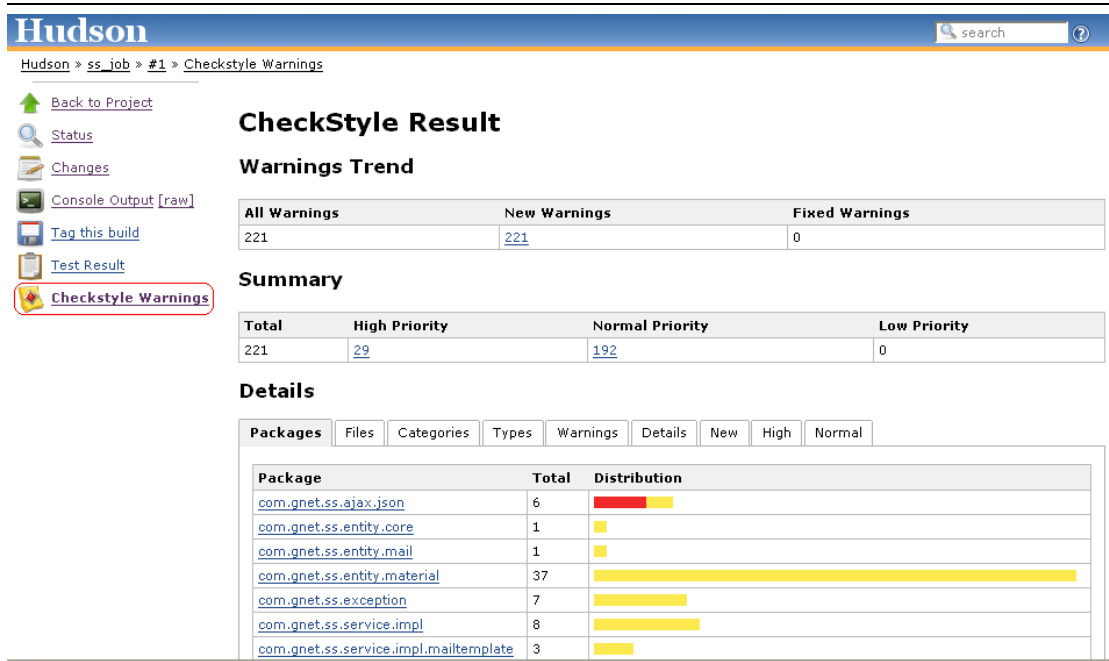 Hudson
search
Hudson » ss_job » #1 » Checkstyle Warnings
Back to Project
Status
Changes
Console Output [raw]
Tag this build
Test Result
Checkstyle Warnings
CheckStyle Result
Warnings Trend
All Warnings New Warnings Fixed Warnings
221 221 0
Summary
Total High Priority Normal Priority Low Priority
221 29 192 0
Details
Packages Files Categories Types Warnings Details New High Normal
Package Total Distribution
com.gnet.ss.ajax.json 6
com.gnet.ss.entity.core 1
com.gnet.ss.entity.mail 1
com.gnet.ss.entity.material 37
com.gnet.ss.exception 7
com.gnet.ss.service.impl 8
com.gnet.ss.service.impl.mailtemplate 3